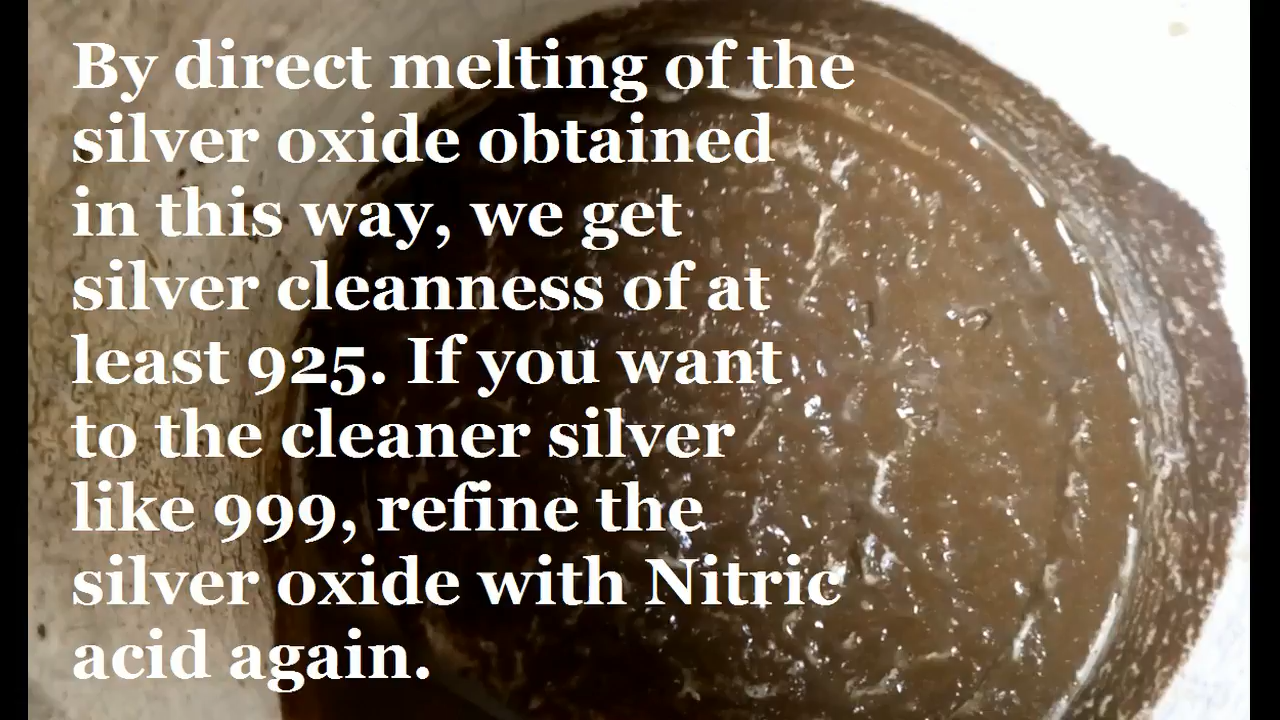 By direct melting of the
silver oxide obtained
in this way, we get
silver cleanness of at
least 925. If you want
to the cleaner silver
like 999, refine the
silver oxide with Nitric
acid again.